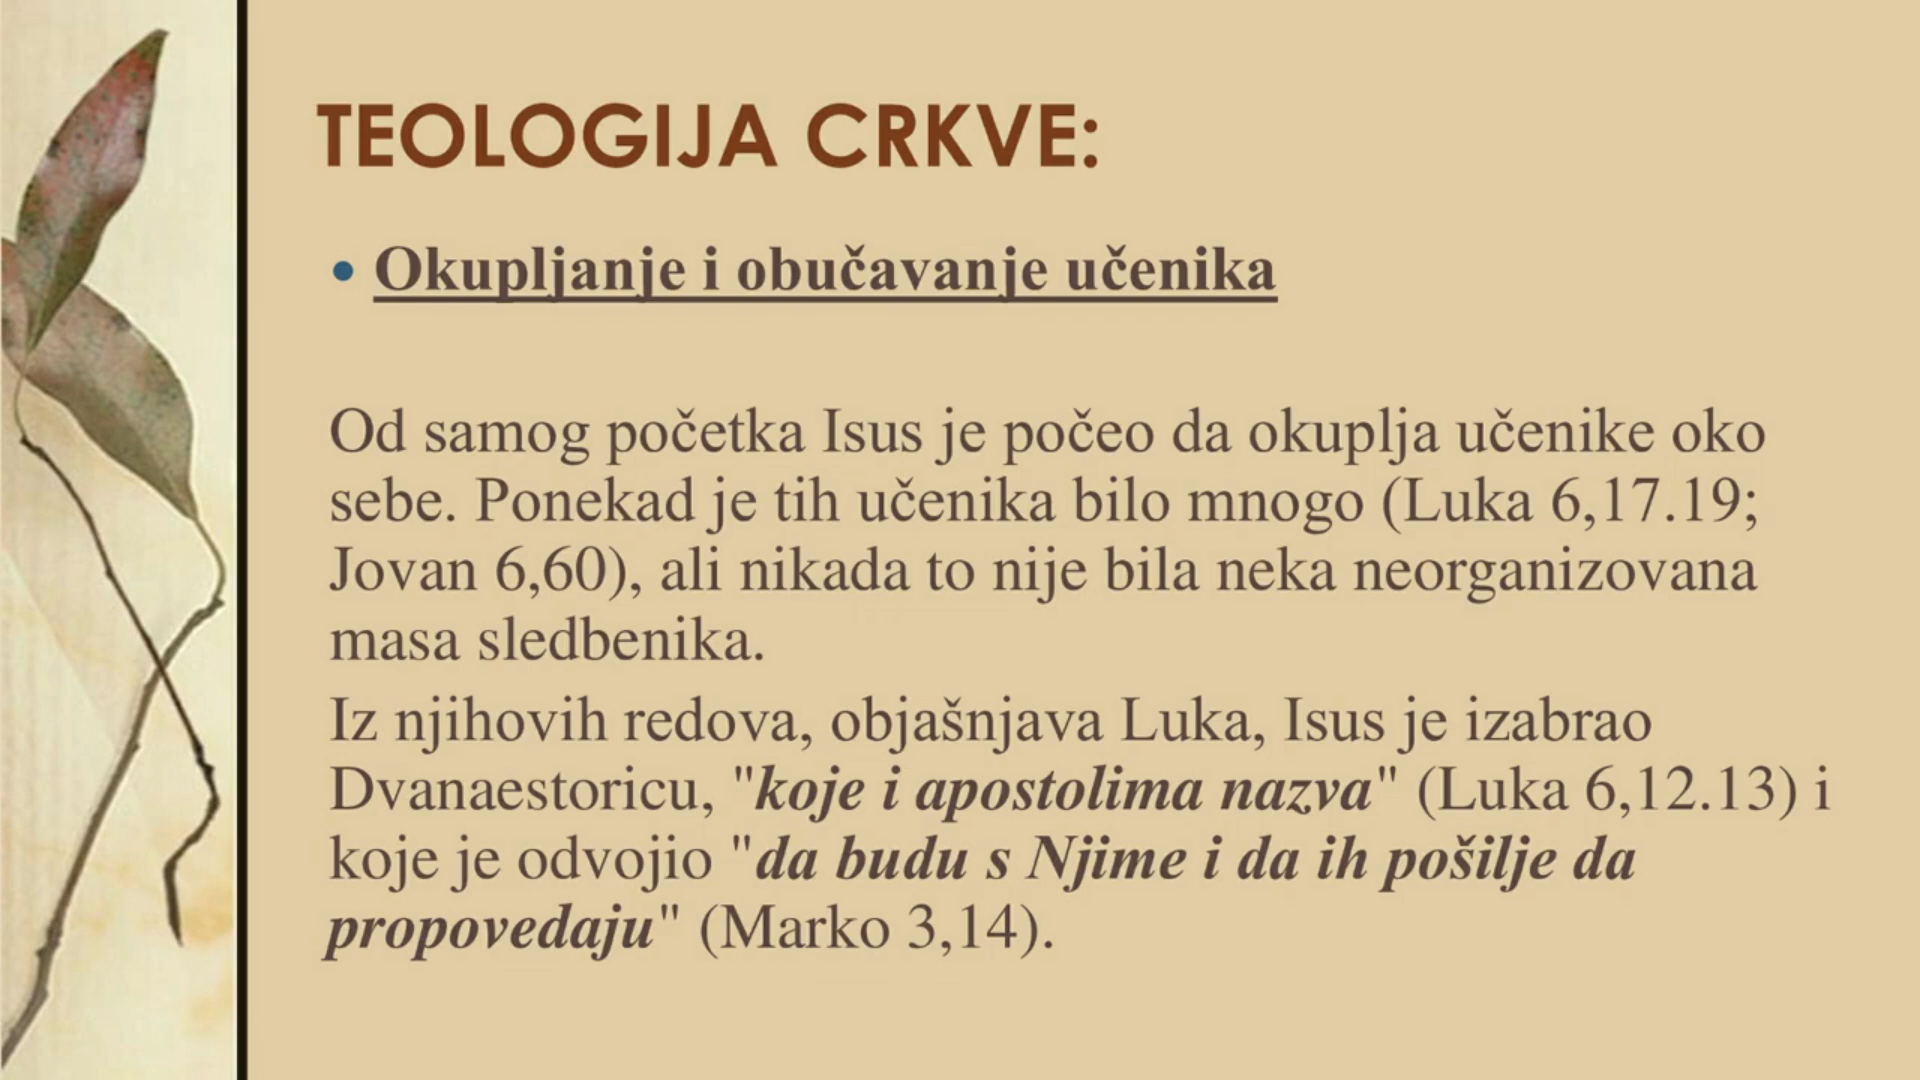 TEOLOGIJA CRKVE:
• Okupljanje i obučavanje učenika
Od samog početka Isus je počeo da okuplja učenike oko
sebe. Ponekad je tih učenika bilo mnogo (Luka 6,17.19;
Jovan 6,60), ali nikada to nije bila neka neorganizovana
masa sledbenika.
Iz njihovih redova, objašnjava Luka, Isus je izabrao
Dvanaestoricu, "koje i apostolima nazva" (Luka 6,12.13) i
koje je odvojio "da budu s Njime i da ih pošilje da
propovedaju" (Marko 3,14).